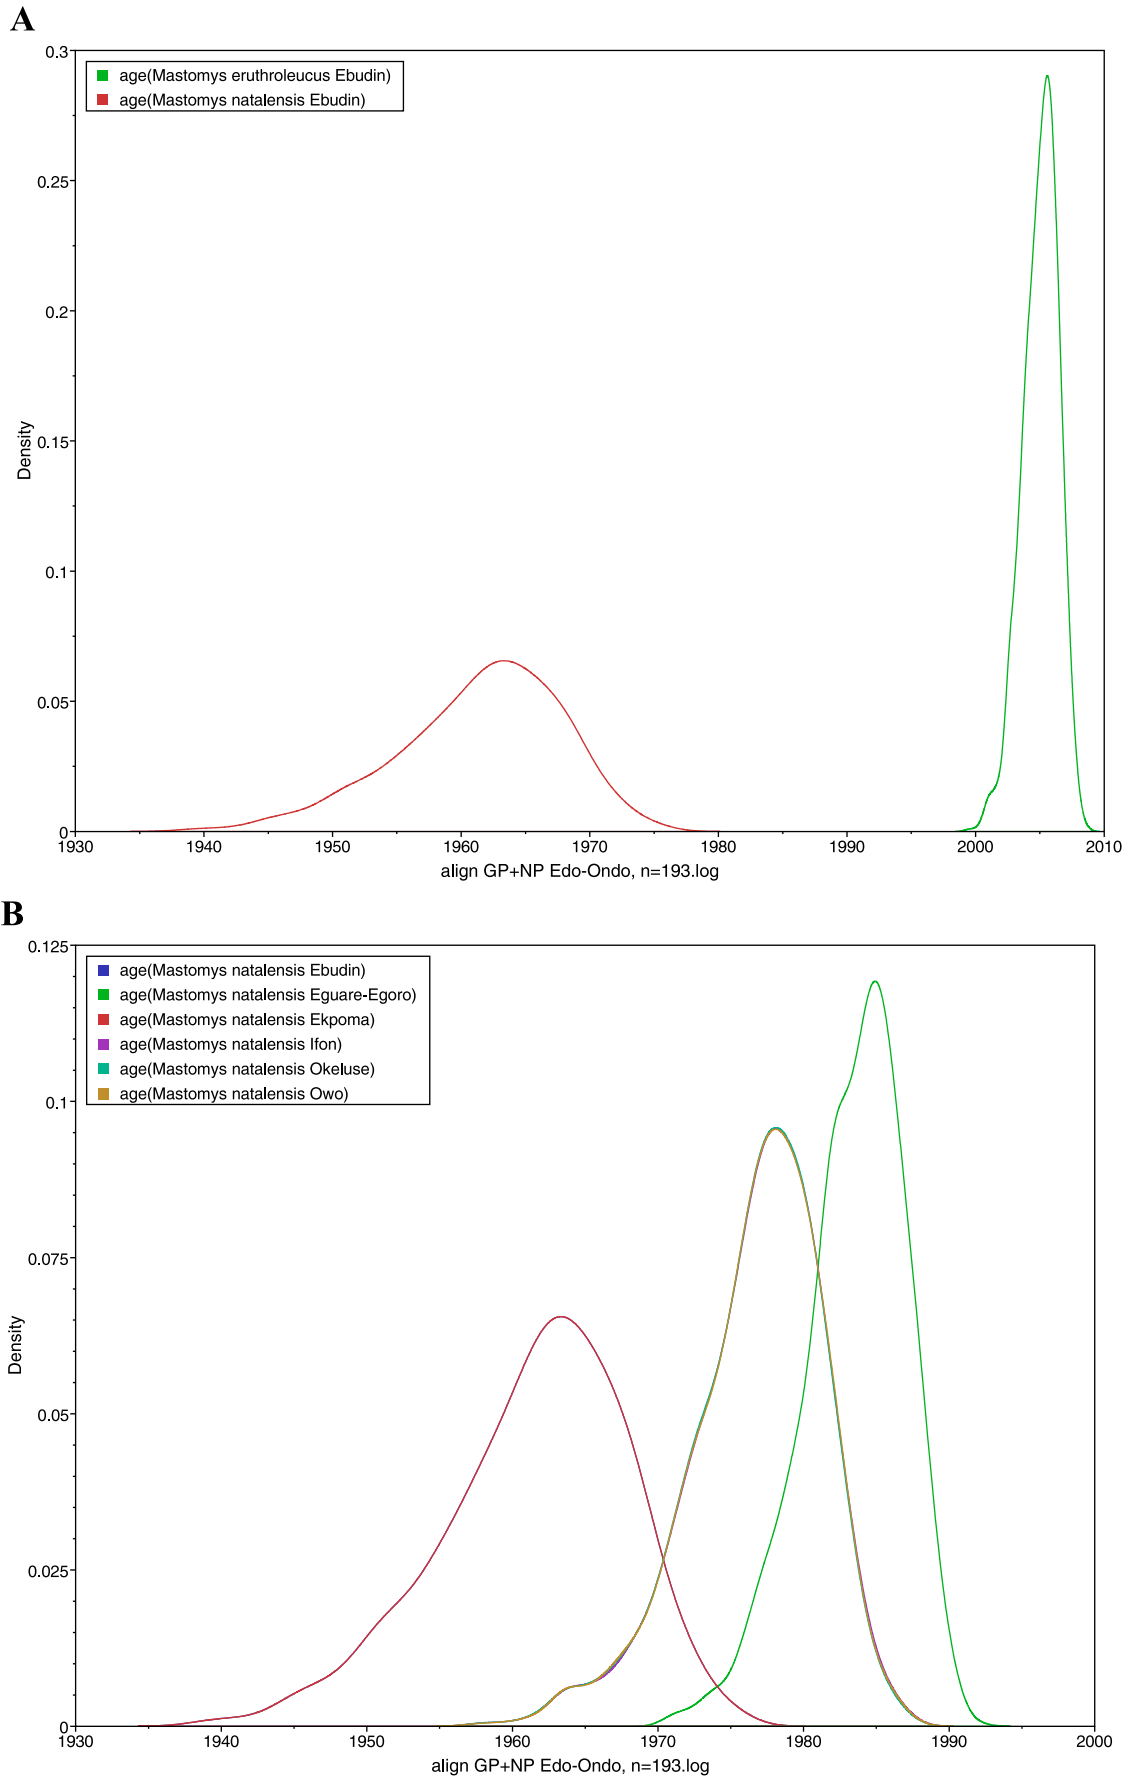 A
0.3
age(Mastomys eruthroleucus Ebudin)
age(Mastomys natalensis Ebudin)
0.25
0.2
0.15
Density
0.1
0.05
0
1930 1940 1950 1960 1970 1980 1990 2000 2010
align GP+NP Edo-Ondo, n=193.log
B
0.125
age(Mastomys natalensis Ebudin)
age(Mastomys natalensis Eguare-Egoro)
age(Mastomys natalensis Ekpoma)
age(Mastomys natalensis Ifon)
age(Mastomys natalensis Okeluse)
age(Mastomys natalensis Owo)
0.1
0.075
Density
0.05
0.025
0
1930 1940 1950 1960 1970 1980 1990 2000
align GP+NP Edo-Ondo, n=193.log